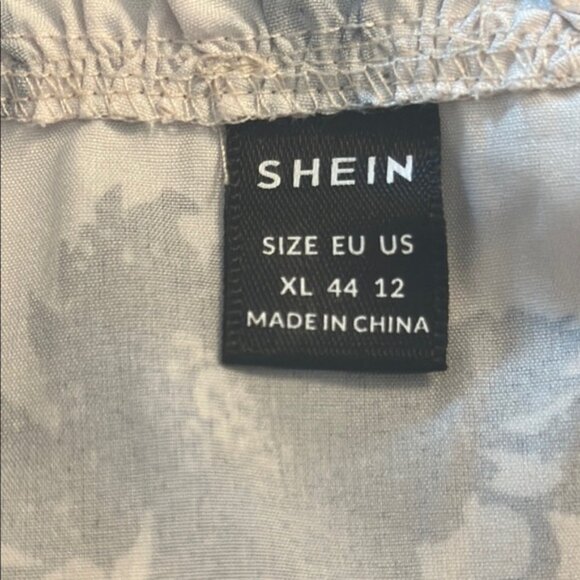 SHEIN
SIZE EU US
XL 44 12
MADE IN CHINA